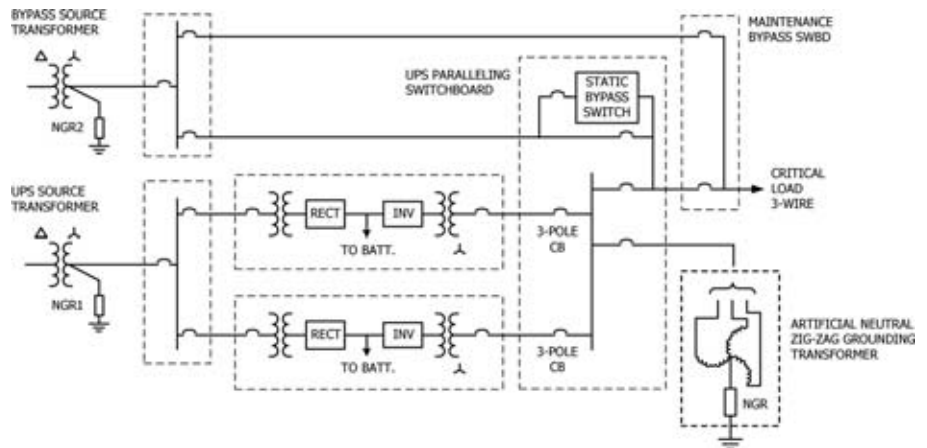 BYPASS SOURCE
TRANSFORMER
NGR2
MAINTENANCE
BYPASS SWBD
UPS PARALLELING
SWITCHBOARD
STATIC
BYPASS
SWITCH
UPS SOURCE
TRANSFORMER
NGR1
RECT
INV
TO BATT.
3-POLE
CB
CRITICAL
LOAD
3-WIRE
RECT
INV
TO BATT.
3-POLE
CB
ARTIFICIAL NEUTRAL
ZIG-ZAG GROUNDING
TRANSFORMER
NGR